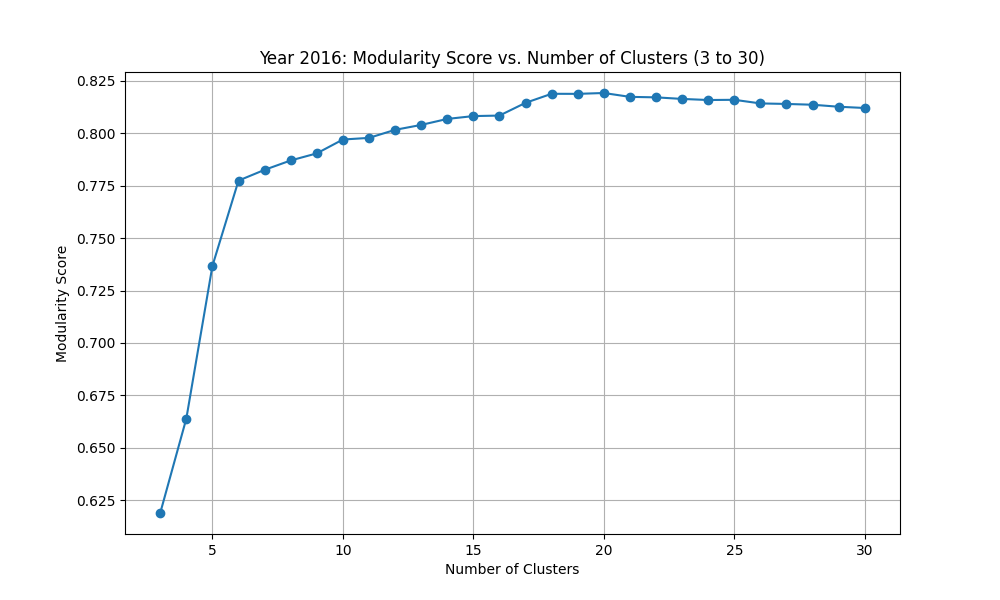 Year 2016: Modularity Score vs. Number of Clusters (3 to 30)
0.825
0.800
0.775
0.750
0.725
0.700
0.675
0.650
0.625
Modularity Score
5 10 15 20 25 30
Number of Clusters